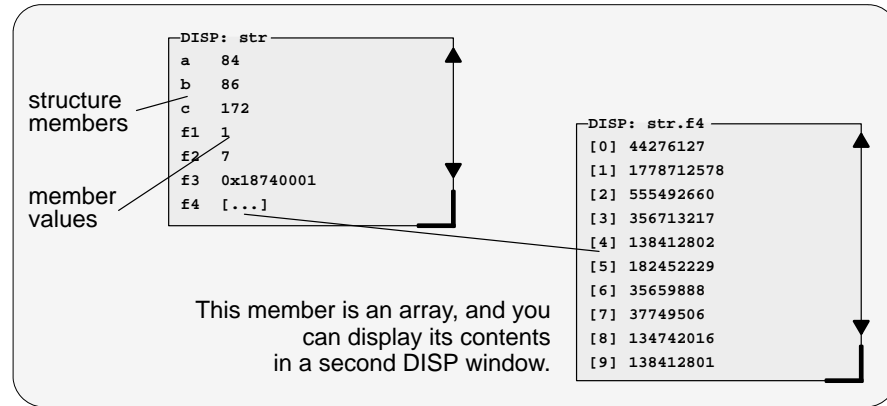 DISP: str
a 84
b 86
c 172
f1 1
f2 7
f3 0x18740001
f4 [...]
structure
members
member
values
DISP: str.f4
[0] 44276127
[1] 1778712578
[2] 555492660
[3] 356713217
[4] 138412802
[5] 182452229
[6] 35659888
[7] 37749506
[8] 134742016
[9] 138412801
This member is an array, and you
can display its contents
in a second DISP window.